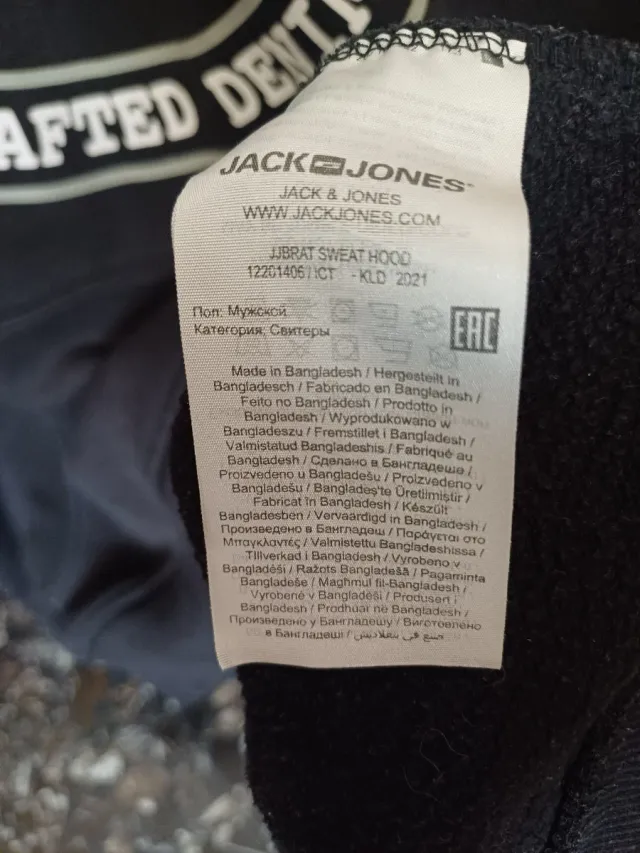 AFTED DENI
JACK JONES
JACK & JONES
WWW.JACKJONES.COM
JJBRAT SWEAT HOOD
12201406/ICT - KLD 2021
Пол: Мужской
Категория: Свитеры
EAC
Made in Bangladesh / Hergesteilt in
Bangladesch / Fabricado en Bangladesh /
Feito no Bangladesh / Prodotto in
Bangladesh / Wyprodukowano w
Bangladeszu / Fremstillet i Bangladesh /
Valmistatud Bangladeshis / Fabriqué au
Bangladesh / Сделано в Бангладеше /
Proizvedeno u Bangladešu / Proizvedeno v
Bangladešu / Bangladeş'te Üretilmiştir /
Fabricat în Bangladesh / Készült
Bangladesben / Vervaardigd in Bangladesh /
Произведено в Бангладеш / Παράγεται στο
Μπαγκλαντές / Valmistettu Bangladeshissa /
Tillverkad i Bangladesh / Vyrobeno v
Bangladéši / Ražots Bangladešā / Pagaminta
Bangladeše / Maghmul fil-Bangladesh /
Vyrobené v Bangladéši / Produsert i
Bangladesh / Prodhuar në Bangladesh /
Произведено у Бангладешу / Виготовлено
в Бангладеші / صنع في بنغلاديش